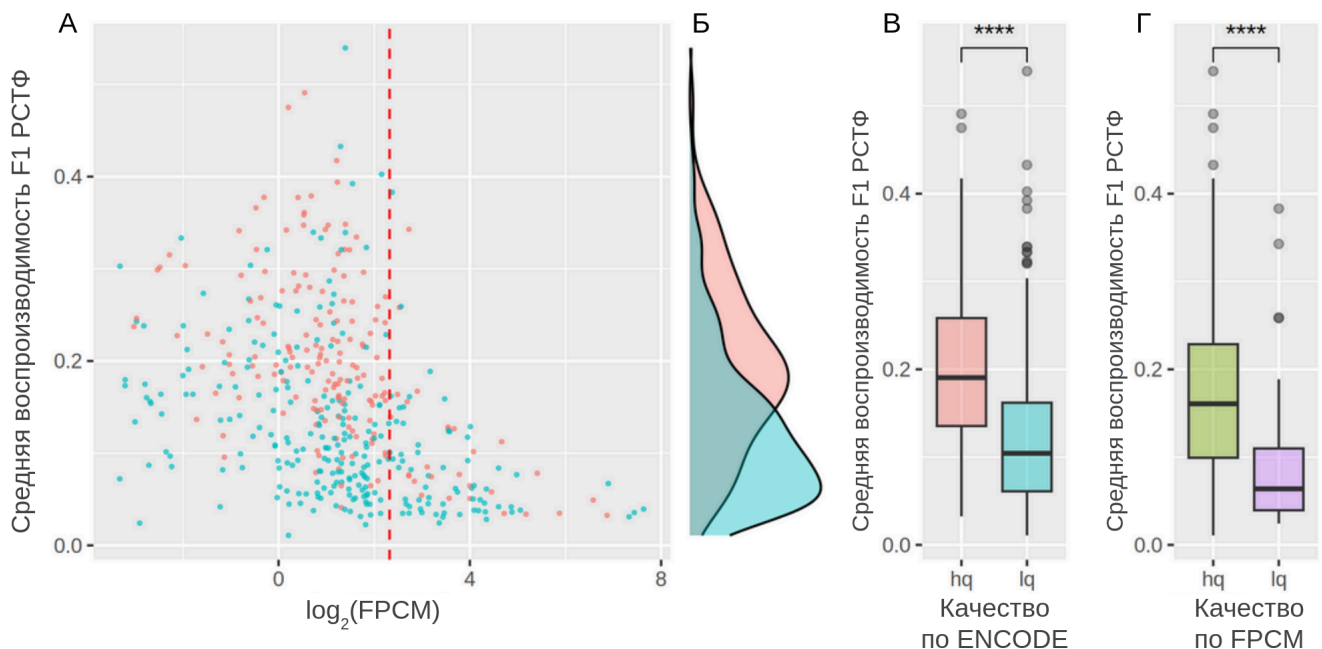 А
Средняя воспроизводимость F1 РСТФ
0.4
0.2
0.0
0
4
8
log2(FPCM)
Б
В
Средняя воспроизводимость F1 РСТФ
0.4
0.2
0.0
****
hq
lq
Качество
по ENCODE
Г
Средняя воспроизводимость F1 РСТФ
0.4
0.2
0.0
****
hq
lq
Качество
по FPCM